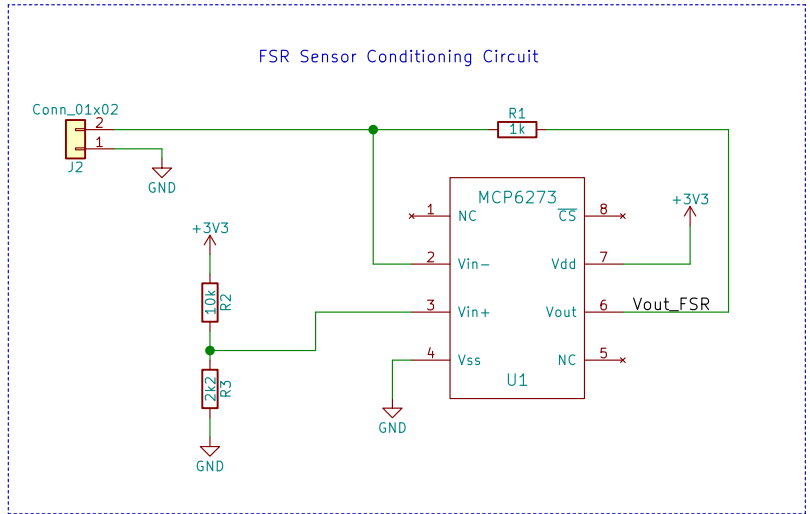 FSR Sensor Conditioning Circuit
Conn_01x02
2
1
J2
GND
R1
1k
MCP6273
1 NC
CS 8
+3V3
2 Vin-
Vdd 7
3 Vin+
Vout 6
Vout_FSR
4 Vss
NC 5
U1
GND
+3V3
10k
R2
2k2
R3
GND